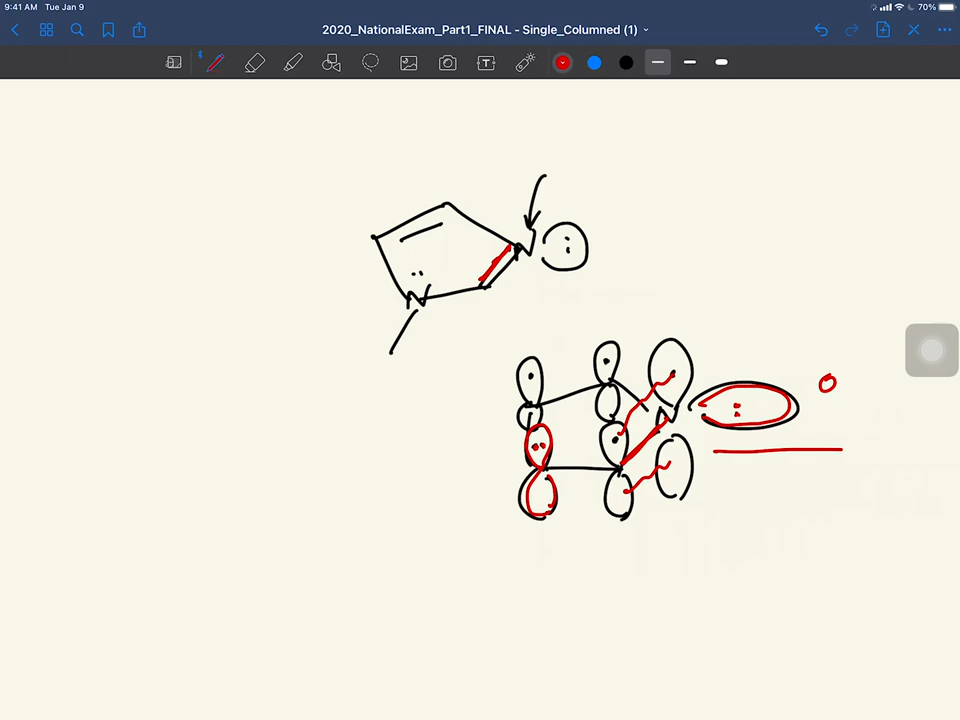 9:41 AM Tue Jan 9
70%
2020_NationalExam_Part1_FINAL - Single_Columned (1)
T
N
N
N